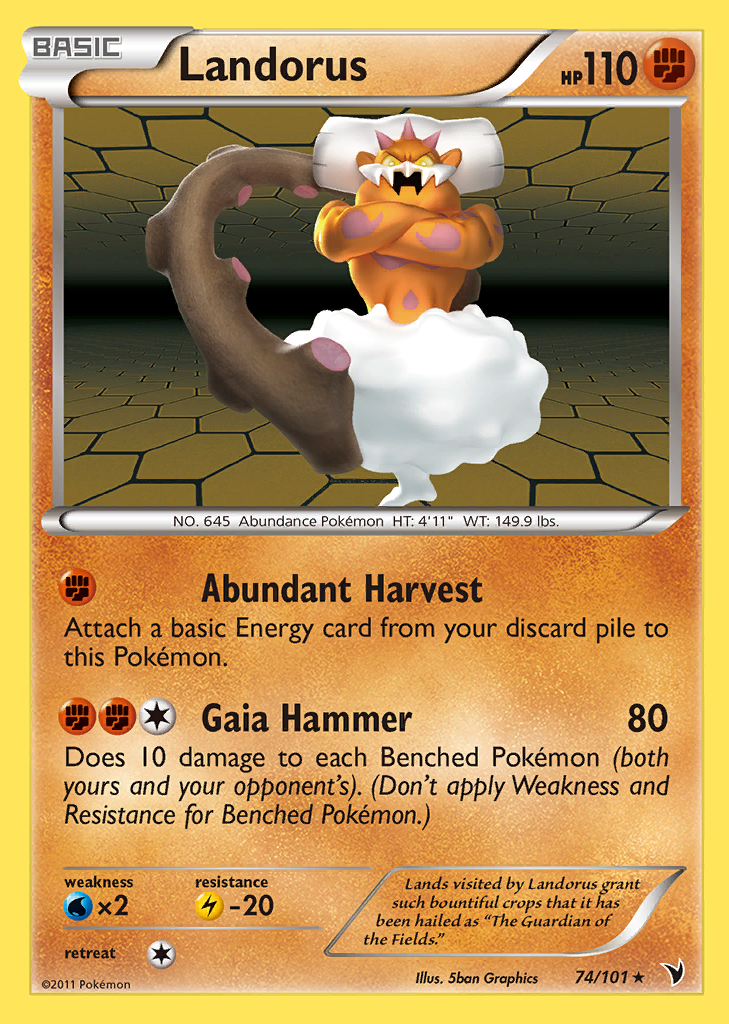 BASIC
Landorus
HP110
NO. 645 Abundance Pokémon HT: 4'11" WT: 149.9 lbs.
Abundant Harvest
Attach a basic Energy card from your discard pile to
this Pokémon.
Gaia Hammer 80
Does 10 damage to each Benched Pokémon (both
yours and your opponent's). (Don't apply Weakness and
Resistance for Benched Pokémon.)
weakness resistance
×2 -20
retreat
Lands visited by Landorus grant
such bountiful crops that it has
been hailed as "The Guardian of
the Fields."
©2011 Pokémon Illus. 5ban Graphics 74/101 ★